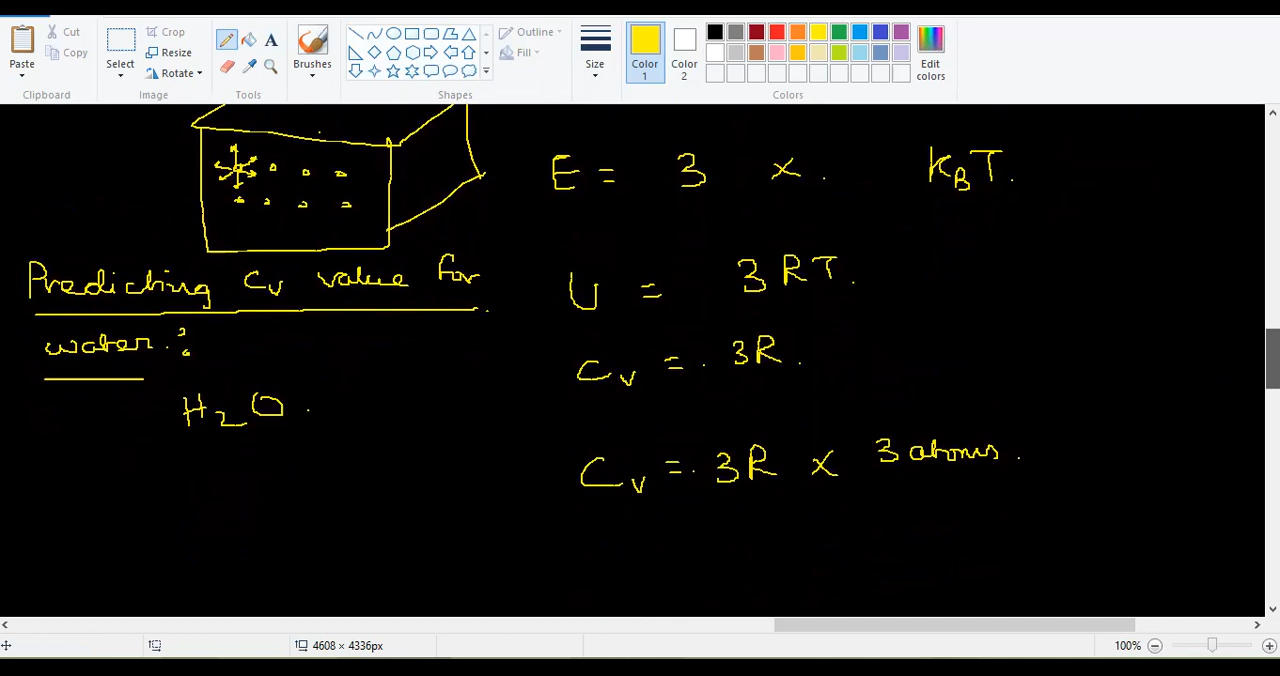 Cut
Copy
Paste
Clipboard
Crop
Resize
Rotate
Select
Image
A
Tools
Brushes
Outline
Fill
Shapes
Size
Color 1
Color 2
Edit colors
Colors
E = 3 × . KBT.
Predicting Cv value for
water . :
H2O .
U = 3RT.
Cv = . 3R .
Cv = . 3R × 3 atoms .
4608 × 4336px
100%